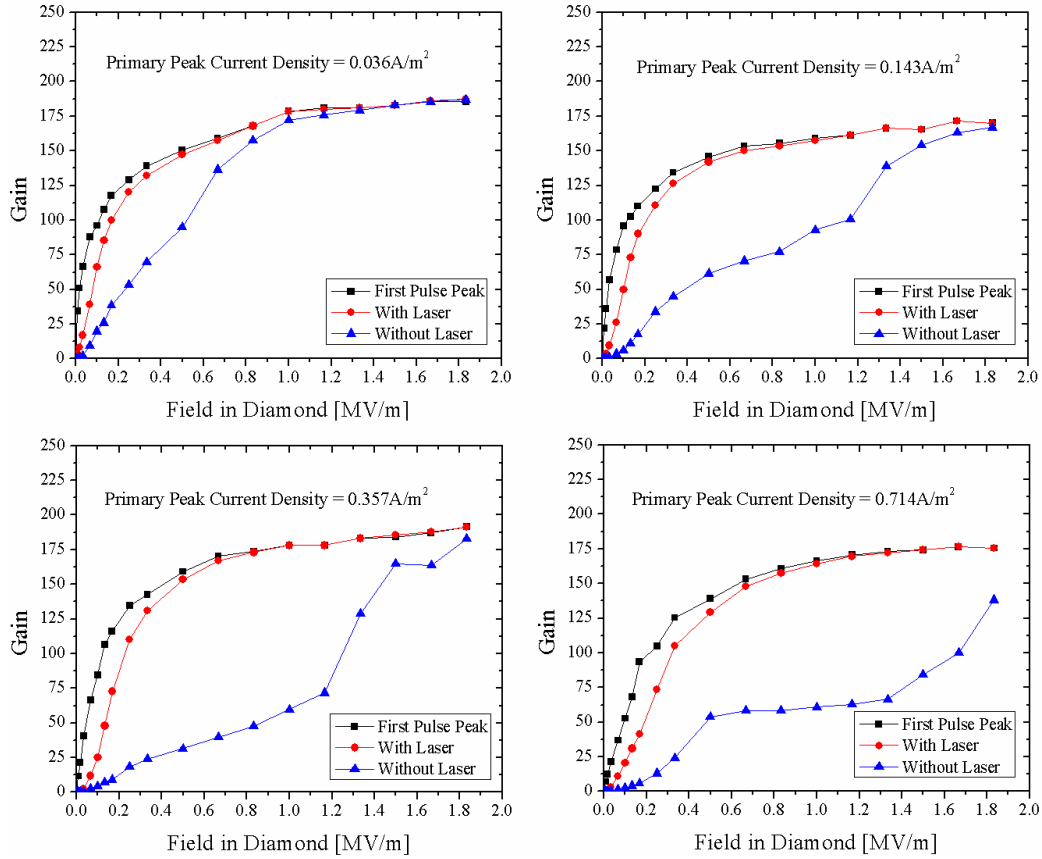 250
225
200
175
150
125
100
75
50
25
0
Gain
Primary Peak Current Density = 0.036A/m²
First Pulse Peak
With Laser
Without Laser
0.0 0.2 0.4 0.6 0.8 1.0 1.2 1.4 1.6 1.8 2.0
Field in Diamond [MV/m]
250
225
200
175
150
125
100
75
50
25
0
Gain
Primary Peak Current Density = 0.143A/m²
First Pulse Peak
With Laser
Without Laser
0.0 0.2 0.4 0.6 0.8 1.0 1.2 1.4 1.6 1.8 2.0
Field in Diamond [MV/m]
250
225
200
175
150
125
100
75
50
25
0
Gain
Primary Peak Current Density = 0.357A/m²
First Pulse Peak
With Laser
Without Laser
0.0 0.2 0.4 0.6 0.8 1.0 1.2 1.4 1.6 1.8 2.0
Field in Diamond [MV/m]
250
225
200
175
150
125
100
75
50
25
0
Gain
Primary Peak Current Density = 0.714A/m²
First Pulse Peak
With Laser
Without Laser
0.0 0.2 0.4 0.6 0.8 1.0 1.2 1.4 1.6 1.8 2.0
Field in Diamond [MV/m]